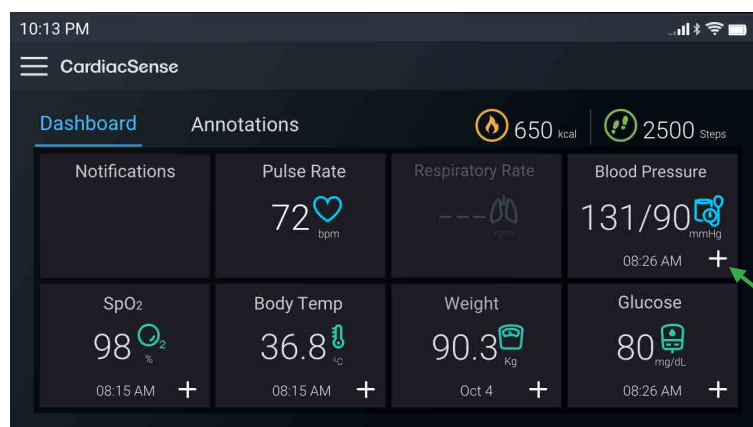 10:13 PM
CardiacSense
Dashboard Annotations 650 kcal 2500 Steps
Notifications Pulse Rate Respiratory Rate Blood Pressure
72 bpm --- rpm 131/90 mmHg
08:26 AM +
SpO2 Body Temp Weight Glucose
98 O2 % 36.8 °C 90.3 Kg 80 mg/dL
08:15 AM + 08:15 AM + Oct 4 + 08:26 AM +